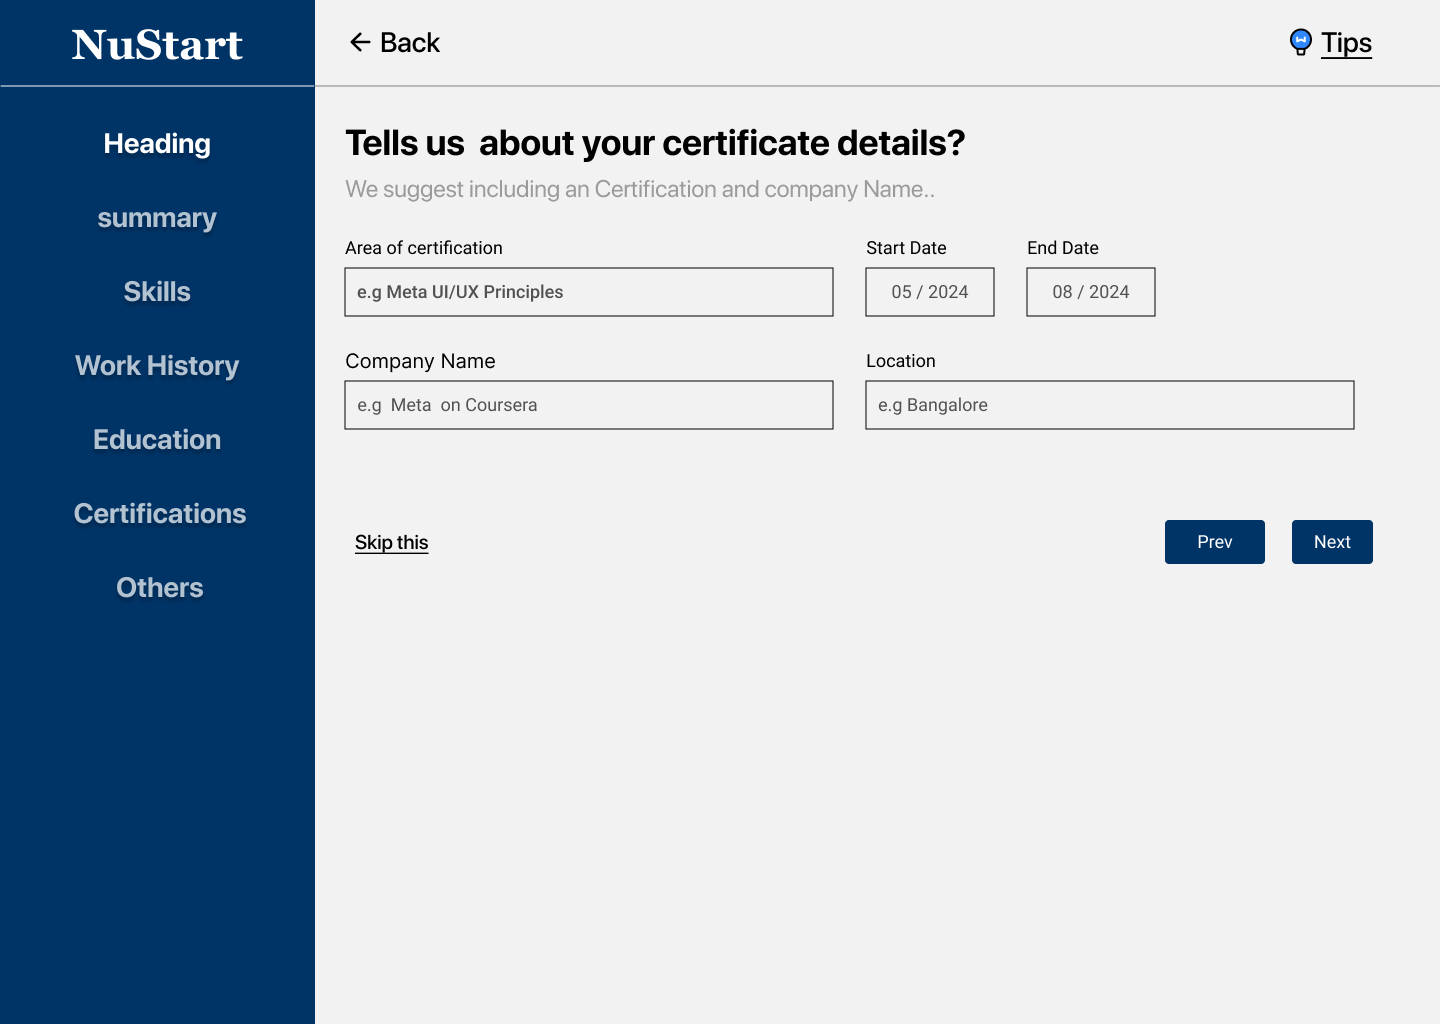 NuStart
Back
Tips
Heading
summary
Skills
Work History
Education
Certifications
Others
Tells us  about your certificate details?
We suggest including an Certification and company Name..
Area of certification
Start Date
End Date
e.g Meta UI/UX Principles
05 / 2024
08 / 2024
Company Name
Location
e.g  Meta  on Coursera
e.g Bangalore
Skip this
Prev
Next